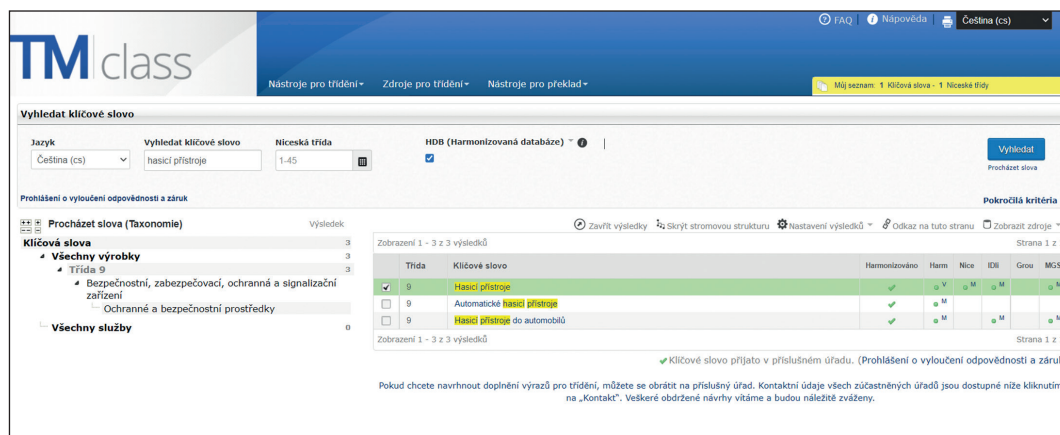 FAQ Nápověda Čeština (cs)
TM class
Nástroje pro třídění Zdroje pro třídění Nástroje pro překlad
Můj seznam: 1 Klíčová slova - 1 Niceské třídy
Vyhledat klíčové slovo
Jazyk Vyhledat klíčové slovo Niceská třída HDB (Harmonizovaná databáze)
Čeština (cs) hasicí přístroje 1-45
Vyhledat
Procházet slova
Prohlášení o vyloučení odpovědnosti a záruk
Pokročilá kritéria
Procházet slova (Taxonomie) Výsledek
Zavřít výsledky Skrýt stromovou strukturu Nastavení výsledků Odkaz na tuto stranu Zobrazit zdroje
Klíčová slova 3
Všechny výrobky 3
Třída 9 3
Bezpečnostní, zabezpečovací, ochranná a signalizační
zařízení
Ochranné a bezpečnostní prostředky
Všechny služby 0
Zobrazení 1 - 3 z 3 výsledků Strana 1 z
Třída Klíčové slovo Harmonizováno Harm Nice IDli Grou MGS
9 Hasicí přístroje V M M M
9 Automatické hasicí přístroje M
9 Hasicí přístroje do automobilů M M M
Zobrazení 1 - 3 z 3 výsledků Strana 1 z
Klíčové slovo přijato v příslušném úřadu. (Prohlášení o vyloučení odpovědnosti a záruk
Pokud chcete navrhnout doplnění výrazů pro třídění, můžete se obrátit na příslušný úřad. Kontaktní údaje všech zúčastněných úřadů jsou dostupné níže kliknutím
na „Kontakt“. Veškeré obdržené návrhy vítáme a budou náležitě zváženy.